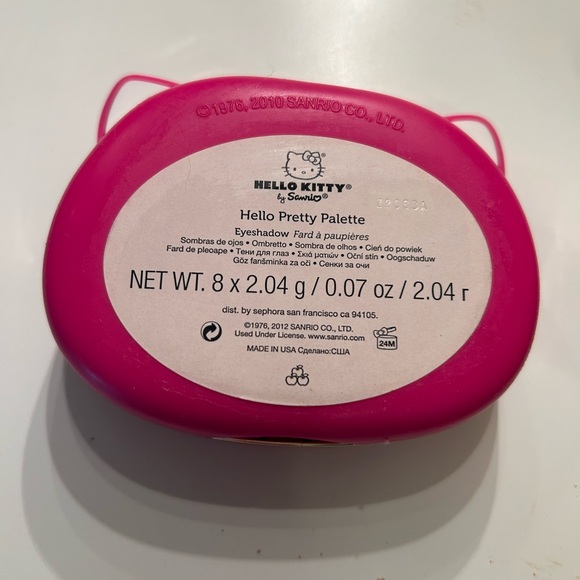 ©1976, 2010 SANRIO CO., LTD.
HELLO KITTY®
by Sanrio®
Hello Pretty Palette
Eyeshadow Fard à paupières
Sombras de ojos • Ombretto • Sombra de olhos • Cień do powiek
Fard de pleoape • Тени для глаз • Σκιά ματιών • Oční stín • Oogschaduw
Göz farıšminka za oči • Сенки за очи
NET WT. 8 x 2.04 g / 0.07 oz / 2.04 г
dist. by sephora san francisco ca 94105.
©1976, 2012 SANRIO CO., LTD.
Used Under License. www.sanrio.com
24M
MADE IN USA Сделано:США